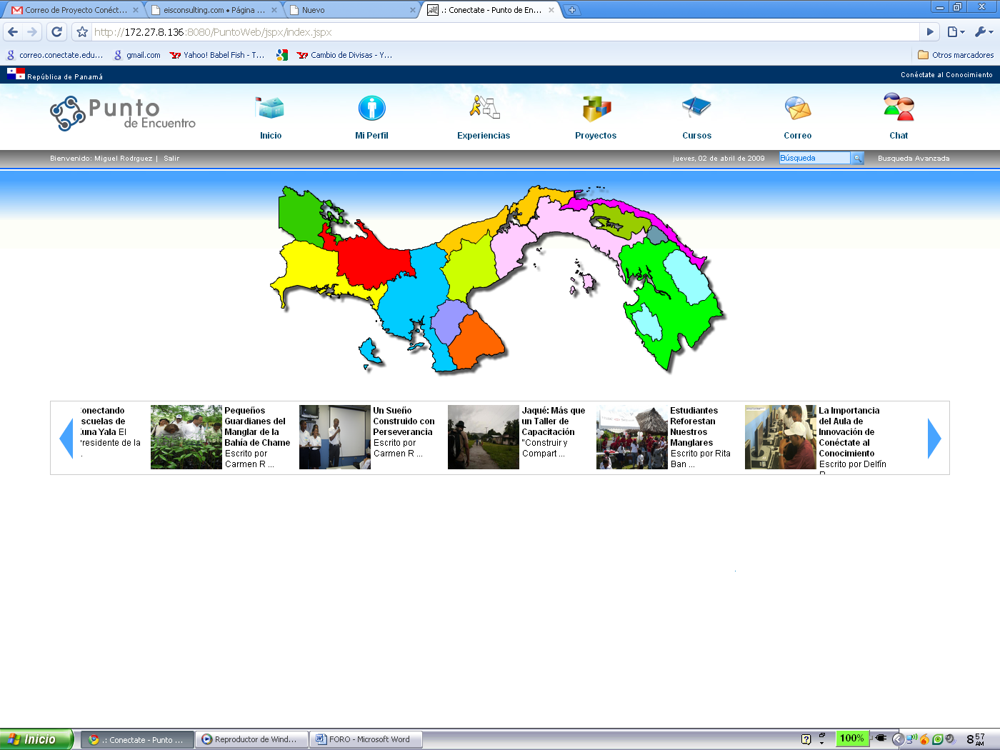 Correo de Proyecto Conéct...
eisconsulting.com • Página ...
Nuevo
.: Conectate - Punto de En...
http://172.27.8.136:8080/PuntoWeb/jspx/index.jspx
correo.conectate.edu...
gmail.com
Yahoo! Babel Fish - T...
Cambio de Divisas - Y...
Otros marcadores
República de Panamá
Conéctate al Conocimiento
Punto
de Encuentro
Inicio
Mi Perfil
Experiencias
Proyectos
Cursos
Correo
Chat
Bienvenido: Miguel Rodrguez | Salir
jueves, 02 de abril de 2009
Búsqueda
Busqueda Avanzada
onectando
scuelas de
una Yala El
residente de la
Pequeños
Guardianes del
Manglar de la
Bahía de Chame
Escrito por
Carmen R ...
Un Sueño
Construido con
Perseverancia
Escrito por
Carmen R ...
Jaqué: Más que
un Taller de
Capacitación
"Construir y
Compart ...
Estudiantes
Reforestan
Nuestros
Manglares
Escrito por Rita
Ban ...
La Importancia
del Aula de
Innovación de
Conéctate al
Conocimiento
Escrito por Delfín
Inicio
.: Conectate - Punto ...
Reproductor de Wind...
FORO - Microsoft Word
100%
8 57 AM